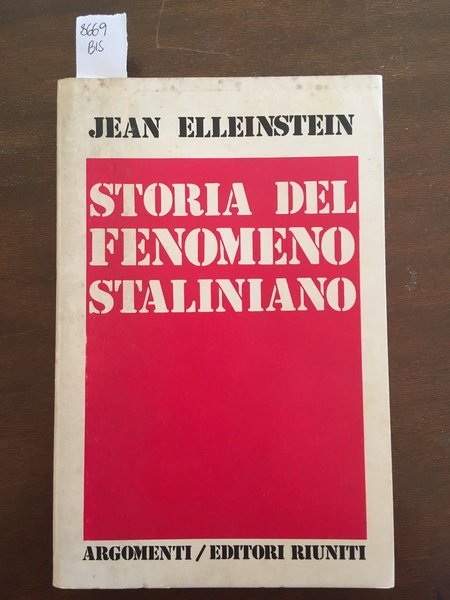 8669
BIS
JEAN ELLEINSTEIN
STORIA DEL
FENOMENO
STALINIANO
ARGOMENTI/EDITORI RIUNITI